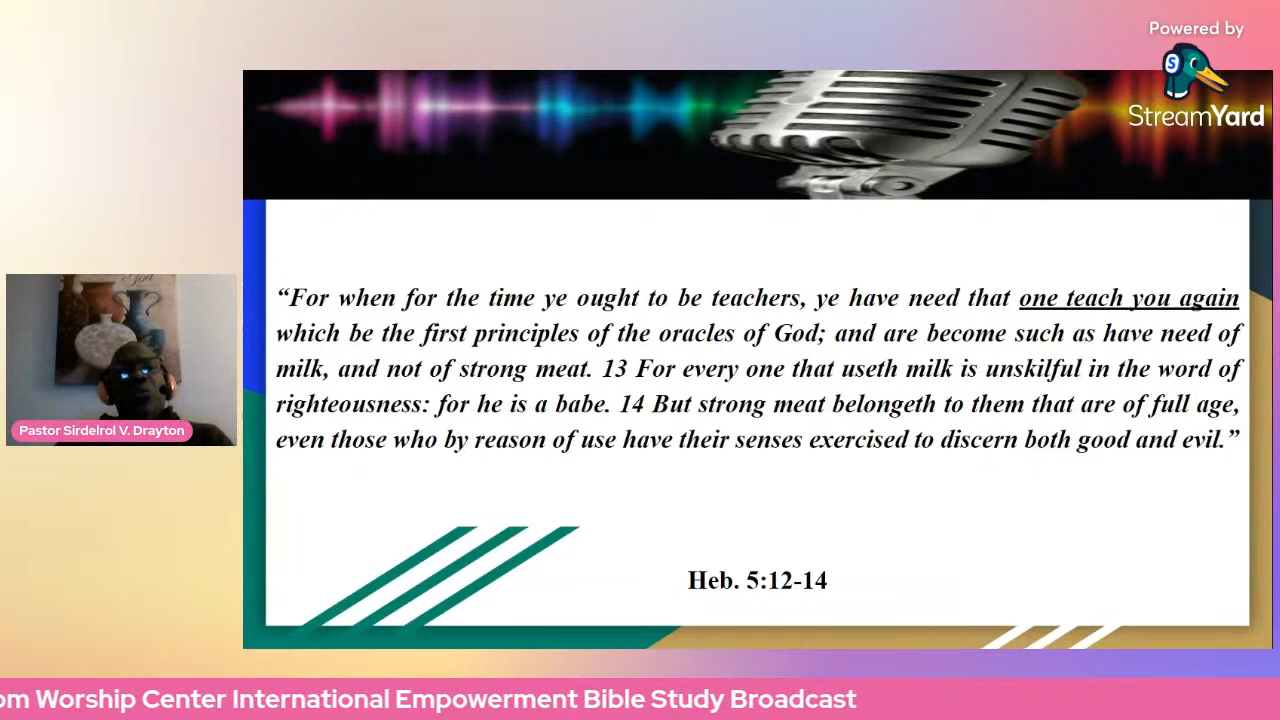 Powered by
StreamYard
“For when for the time ye ought to be teachers, ye have need that one teach you again
which be the first principles of the oracles of God; and are become such as have need of
milk, and not of strong meat. 13 For every one that useth milk is unskilful in the word of
righteousness: for he is a babe. 14 But strong meat belongeth to them that are of full age,
even those who by reason of use have their senses exercised to discern both good and evil.”
Heb. 5:12-14
Pastor Sirdelrol V. Drayton
om Worship Center International Empowerment Bible Study Broadcast